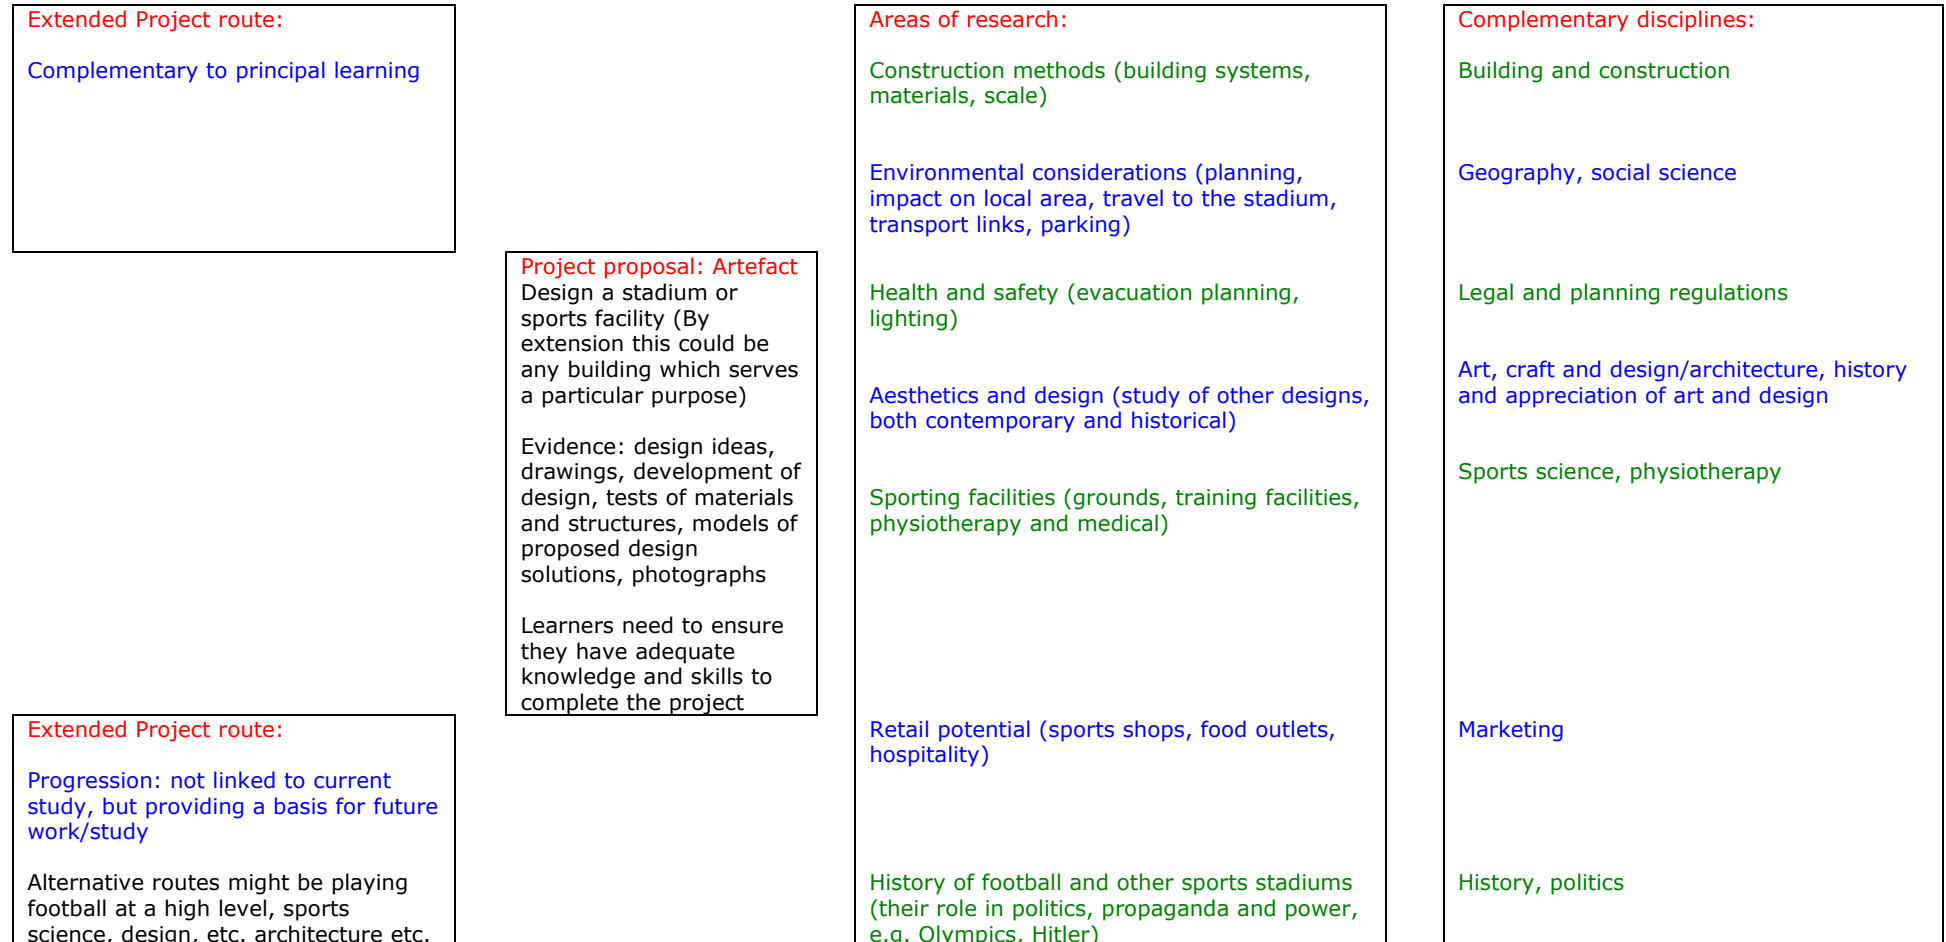 Extended Project route:
Complementary to principal learning
Extended Project route:
Progression: not linked to current
study, but providing a basis for future
work/study
Alternative routes might be playing
football at a high level, sports
science, design, etc. architecture etc.
Project proposal: Artefact
Design a stadium or
sports facility (By
extension this could be
any building which serves
a particular purpose)
Evidence: design ideas,
drawings, development of
design, tests of materials
and structures, models of
proposed design
solutions, photographs
Learners need to ensure
they have adequate
knowledge and skills to
complete the project
Areas of research:
Construction methods (building systems,
materials, scale)
Environmental considerations (planning,
impact on local area, travel to the stadium,
transport links, parking)
Health and safety (evacuation planning,
lighting)
Aesthetics and design (study of other designs,
both contemporary and historical)
Sporting facilities (grounds, training facilities,
physiotherapy and medical)
Retail potential (sports shops, food outlets,
hospitality)
History of football and other sports stadiums
(their role in politics, propaganda and power,
e.g. Olympics, Hitler)
Complementary disciplines:
Building and construction
Geography, social science
Legal and planning regulations
Art, craft and design/architecture, history
and appreciation of art and design
Sports science, physiotherapy
Marketing
History, politics